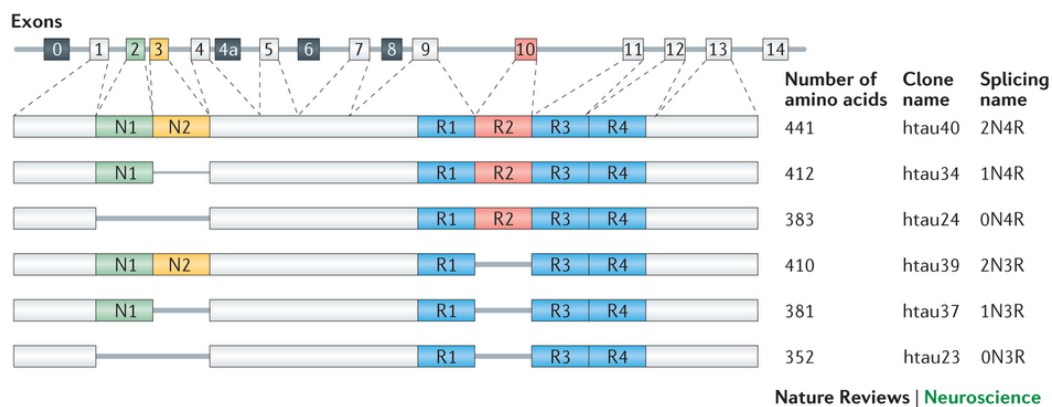 Exons
0 1 2 3 4 4a 5 6 7 8 9 10 11 12 13 14
Number of amino acids Clone name Splicing name
N1 N2 R1 R2 R3 R4 441 htau40 2N4R
N1 R1 R2 R3 R4 412 htau34 1N4R
R1 R2 R3 R4 383 htau24 0N4R
N1 N2 R1 R3 R4 410 htau39 2N3R
N1 R1 R3 R4 381 htau37 1N3R
R1 R3 R4 352 htau23 0N3R
Nature Reviews | Neuroscience